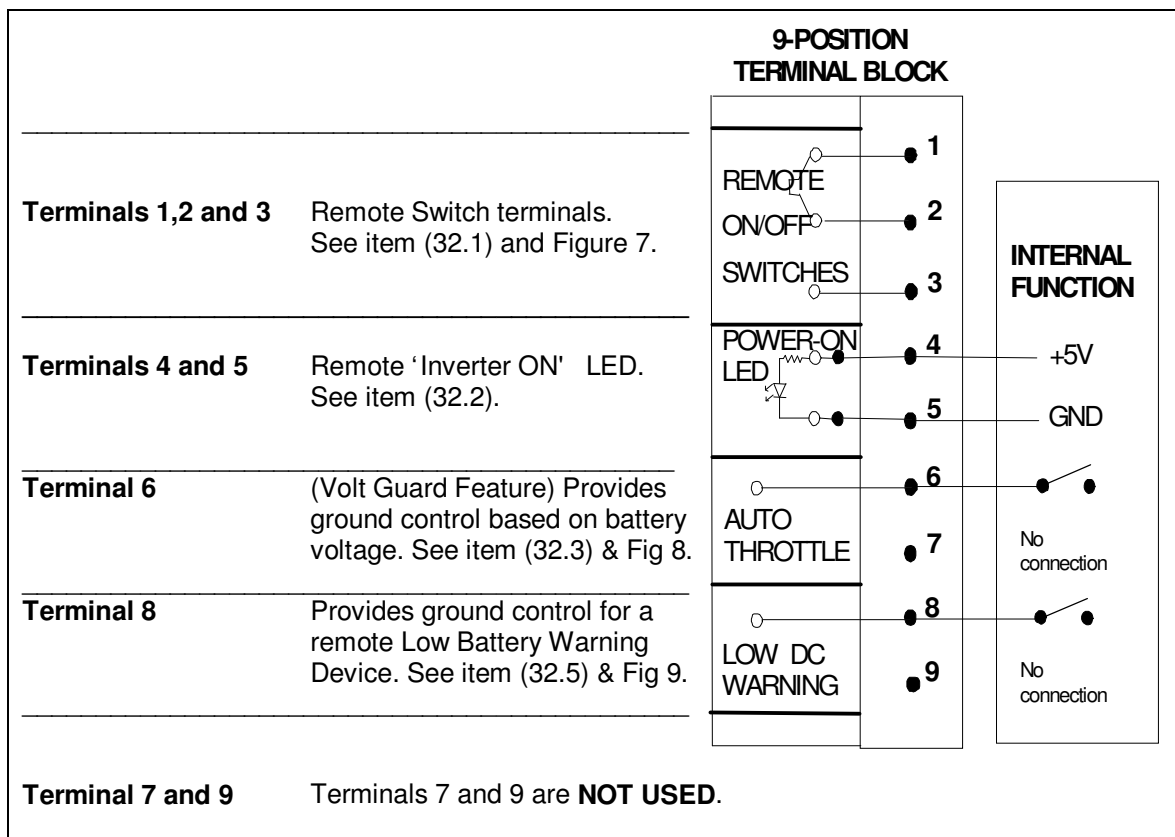 9-POSITION
TERMINAL BLOCK
Terminals 1,2 and 3
Remote Switch terminals.
See item (32.1) and Figure 7.
REMOTE
ON/OFF
SWITCHES
1
2
3
INTERNAL
FUNCTION
Terminals 4 and 5
Remote ‘Inverter ON' LED.
See item (32.2).
POWER-ON
LED
4
5
+5V
GND
Terminal 6
(Volt Guard Feature) Provides
ground control based on battery
voltage. See item (32.3) & Fig 8.
AUTO
THROTTLE
6
7
No
connection
Terminal 8
Provides ground control for a
remote Low Battery Warning
Device. See item (32.5) & Fig 9.
LOW DC
WARNING
8
9
No
connection
Terminal 7 and 9
Terminals 7 and 9 are NOT USED.